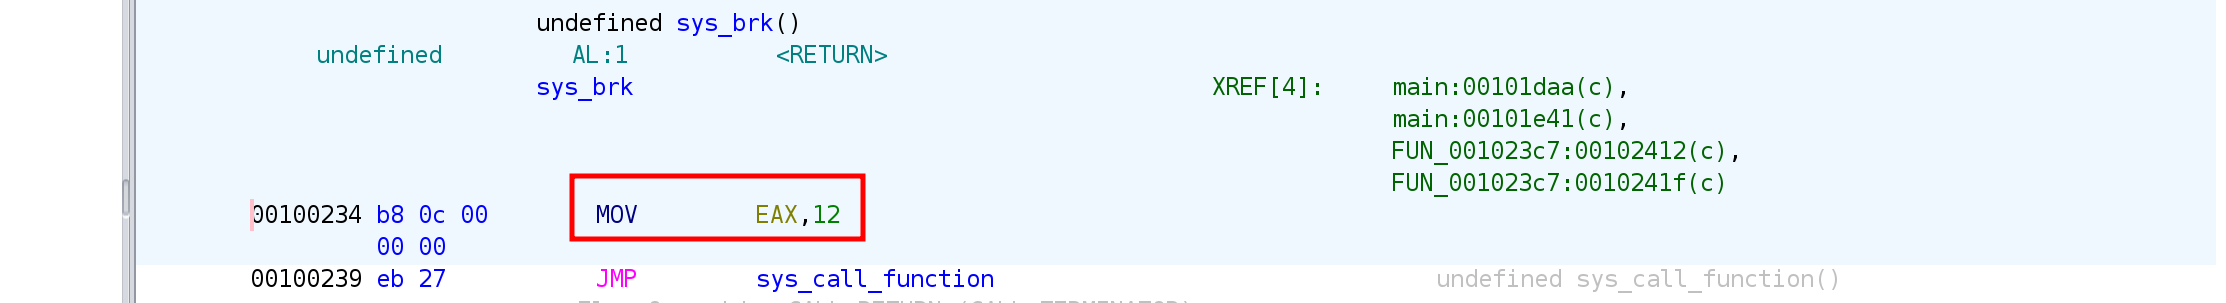 undefined sys_brk()
undefined AL:1 <RETURN>
sys_brk XREF[4]: main:00101daa(c),
main:00101e41(c),
FUN_001023c7:00102412(c),
FUN_001023c7:0010241f(c)
00100234 b8 0c 00 MOV EAX,12
00 00
00100239 eb 27 JMP sys_call_function undefined sys_call_function()